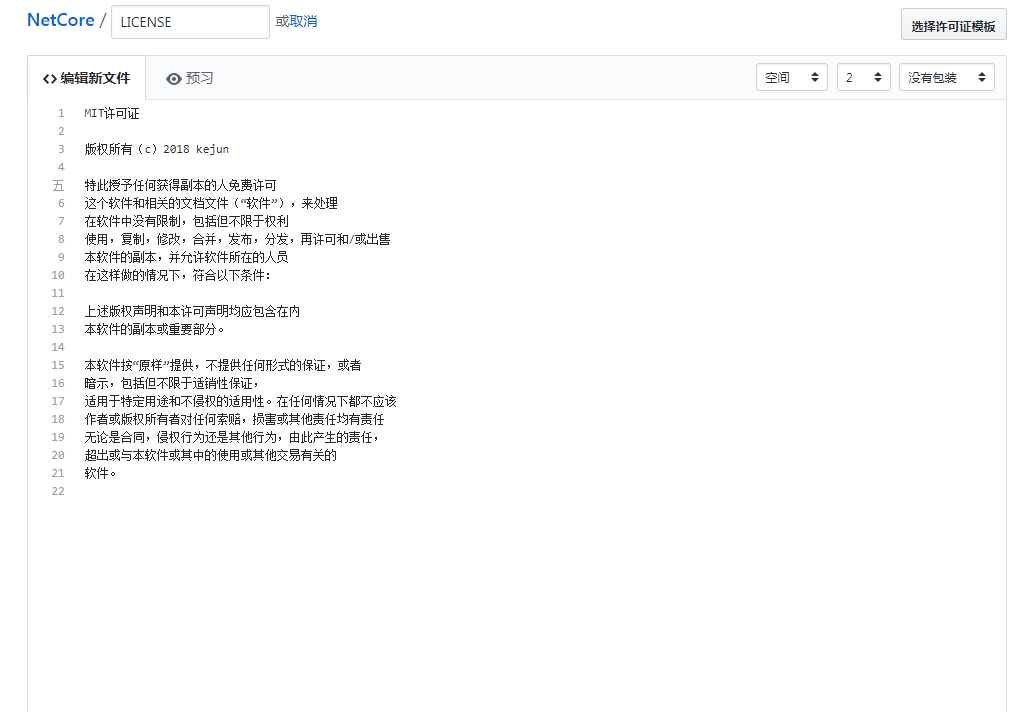 NetCore / LICENSE 或取消 选择许可证模板
<> 编辑新文件 预习 空间 2 没有包装
1 MIT许可证
2
3 版权所有（c）2018 kejun
4
五 特此授予任何获得副本的人免费许可
6 这个软件和相关的文档文件（“软件”），来处理
7 在软件中没有限制，包括但不限于权利
8 使用，复制，修改，合并，发布，分发，再许可和/或出售
9 本软件的副本，并允许软件所在的人员
10 在这样做的情况下，符合以下条件：
11
12 上述版权声明和本许可声明均应包含在内
13 本软件的副本或重要部分。
14
15 本软件按“原样”提供，不提供任何形式的保证，或者
16 暗示，包括但不限于适销性保证，
17 适用于特定用途和不侵权的适用性。在任何情况下都不应该
18 作者或版权所有者对任何索赔，损害或其他责任均有责任
19 无论是合同，侵权行为还是其他行为，由此产生的责任，
20 超出或与本软件或其中的使用或其他交易有关的
21 软件。
22